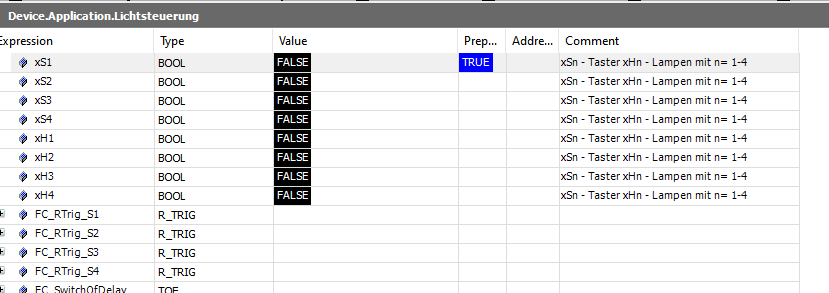 Device.Application.Lichtsteuerung
Expression Type Value Prep... Addre... Comment
xS1 BOOL FALSE TRUE xSn - Taster xHn - Lampen mit n= 1-4
xS2 BOOL FALSE xSn - Taster xHn - Lampen mit n= 1-4
xS3 BOOL FALSE xSn - Taster xHn - Lampen mit n= 1-4
xS4 BOOL FALSE xSn - Taster xHn - Lampen mit n= 1-4
xH1 BOOL FALSE xSn - Taster xHn - Lampen mit n= 1-4
xH2 BOOL FALSE xSn - Taster xHn - Lampen mit n= 1-4
xH3 BOOL FALSE xSn - Taster xHn - Lampen mit n= 1-4
xH4 BOOL FALSE xSn - Taster xHn - Lampen mit n= 1-4
FC_RTrig_S1 R_TRIG
FC_RTrig_S2 R_TRIG
FC_RTrig_S3 R_TRIG
FC_RTrig_S4 R_TRIG
FC_SwitchOfDelay TOF